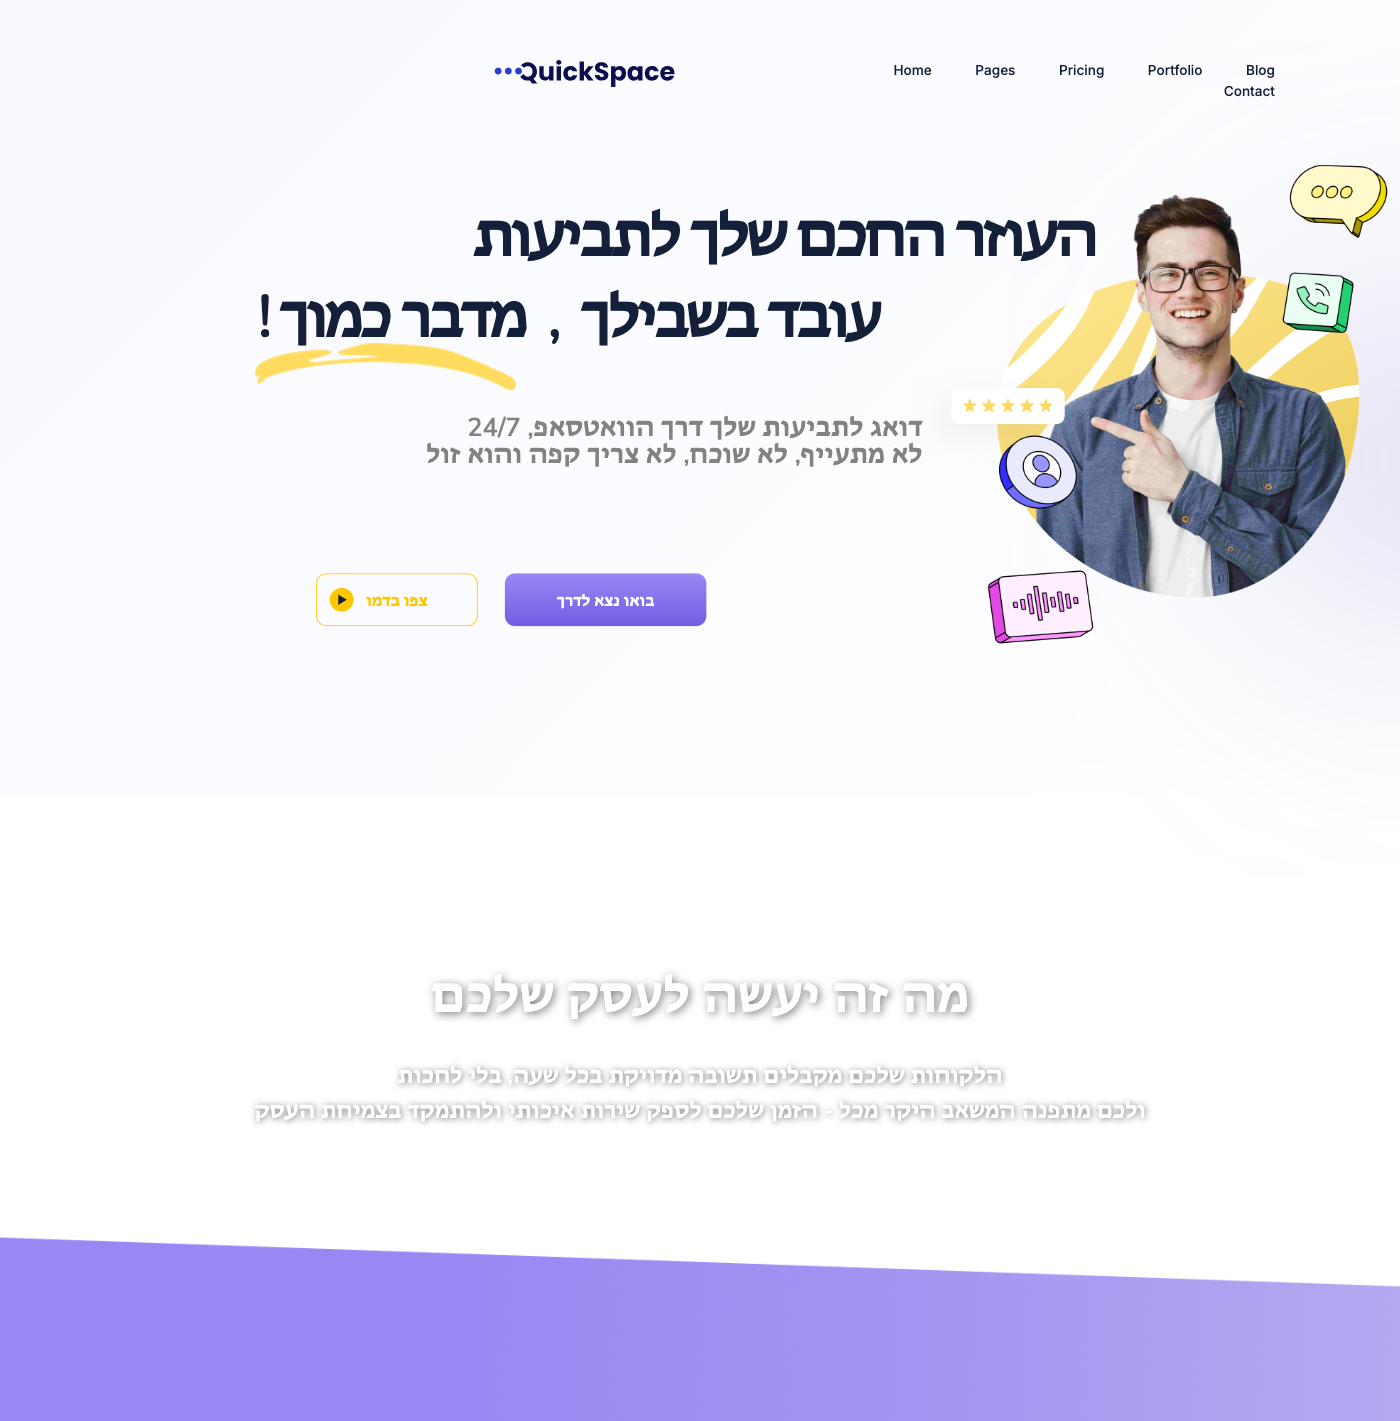 QuickSpace
Home Pages Pricing Portfolio Blog
Contact
העוזר החכם שלך לתביעות
עובד בשבילך , מדבר כמוך !
דואג לתביעות שלך דרך הוואטסאפ, 24/7
לא מתעייף, לא שוכח, לא צריך קפה והוא זול
בואו נצא לדרך
צפו בדמו
מה זה יעשה לעסק שלכם
הלקוחות שלכם מקבלים תשובה מדויקת בכל שעה, בלי לחכות
ולכם מתפנה המשאב היקר מכל - הזמן שלכם לספק שירות איכותי ולהתמקד בצמיחת העסק